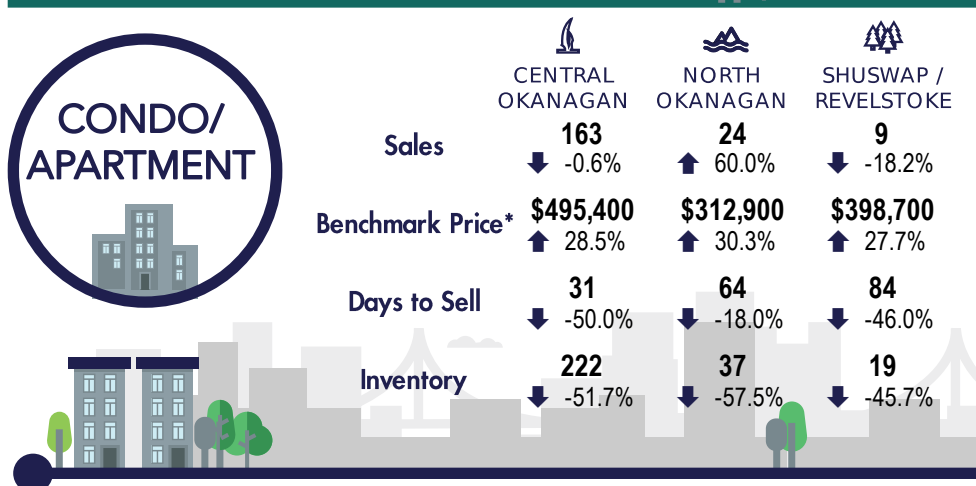 CONDO/
APARTMENT
CENTRAL
OKANAGAN
NORTH
OKANAGAN
SHUSWAP /
REVELSTOKE
Sales
163
-0.6%
24
60.0%
9
-18.2%
Benchmark Price*
$495,400
28.5%
$312,900
30.3%
$398,700
27.7%
Days to Sell
31
-50.0%
64
-18.0%
84
-46.0%
Inventory
222
-51.7%
37
-57.5%
19
-45.7%